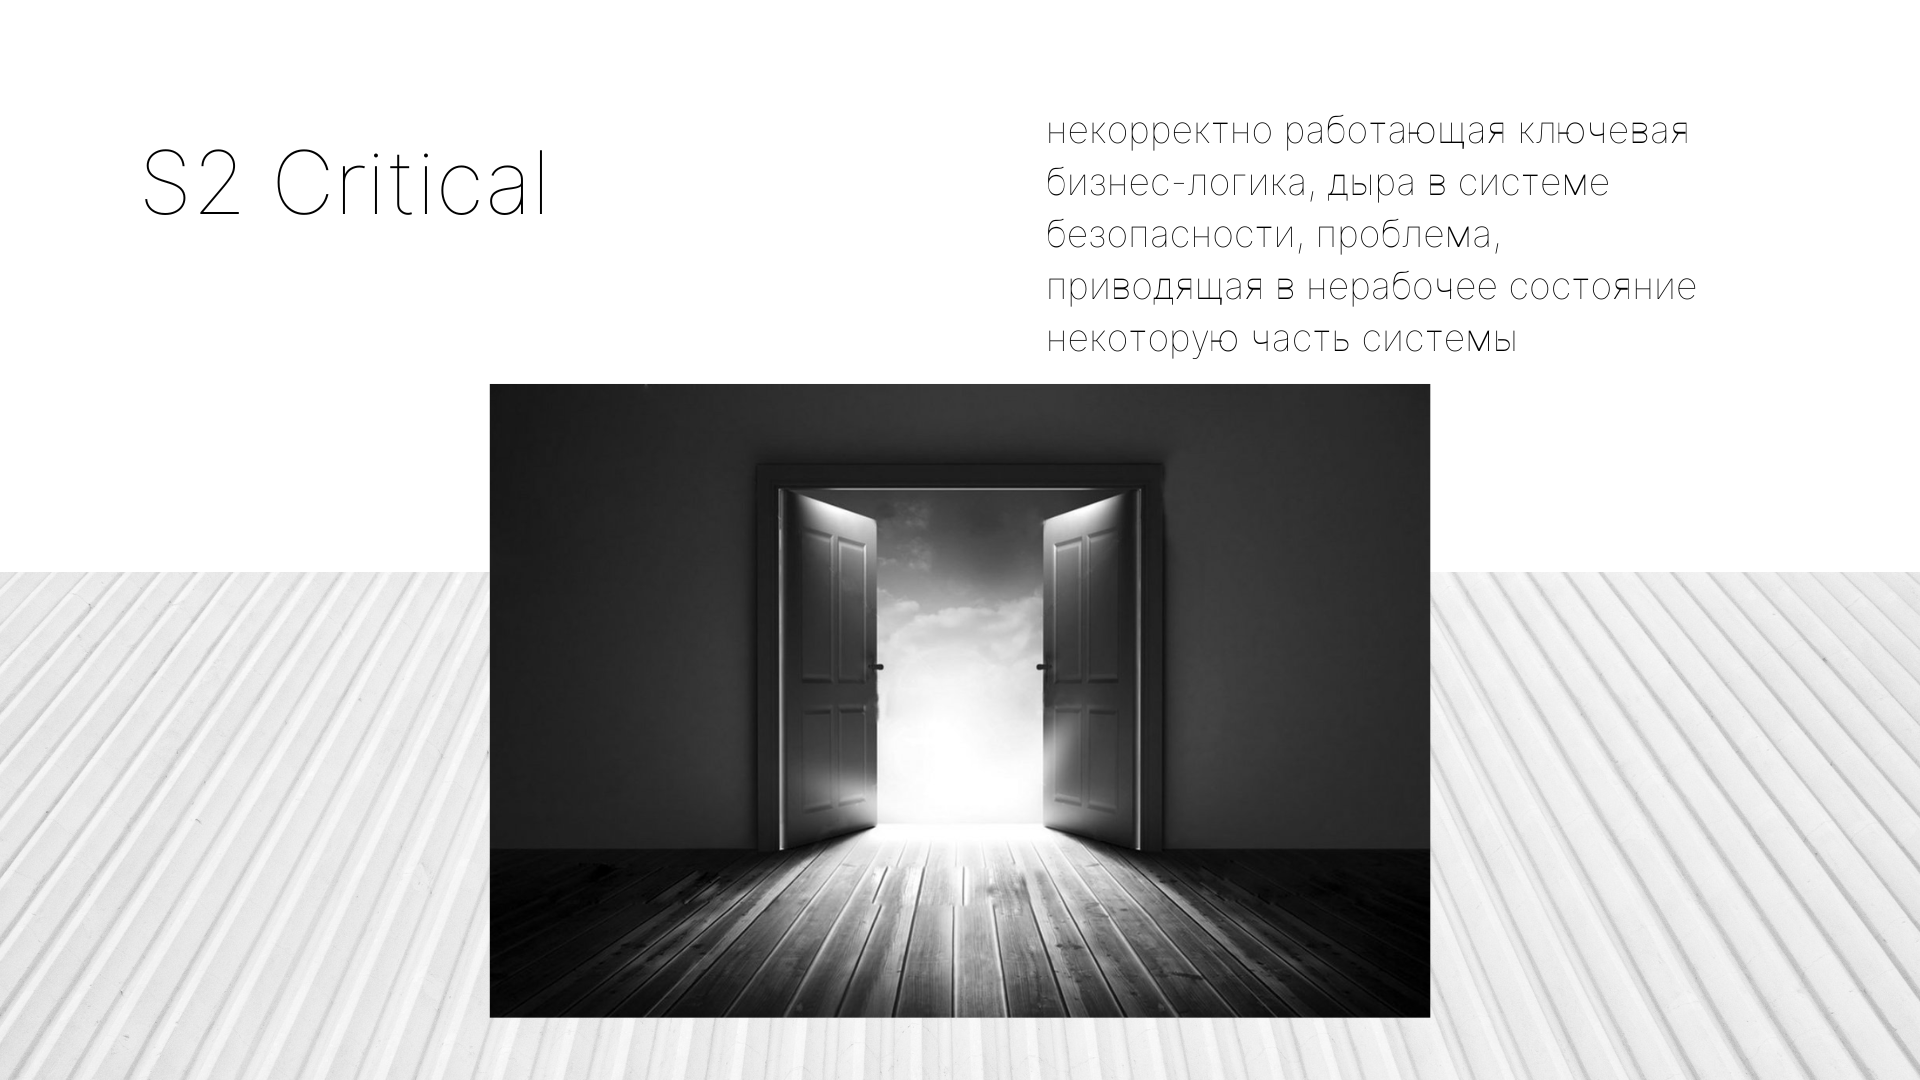 S2 Critical
некорректно работающая ключевая
бизнес-логика, дыра в системе
безопасности, проблема,
приводящая в нерабочее состояние
некоторую часть системы